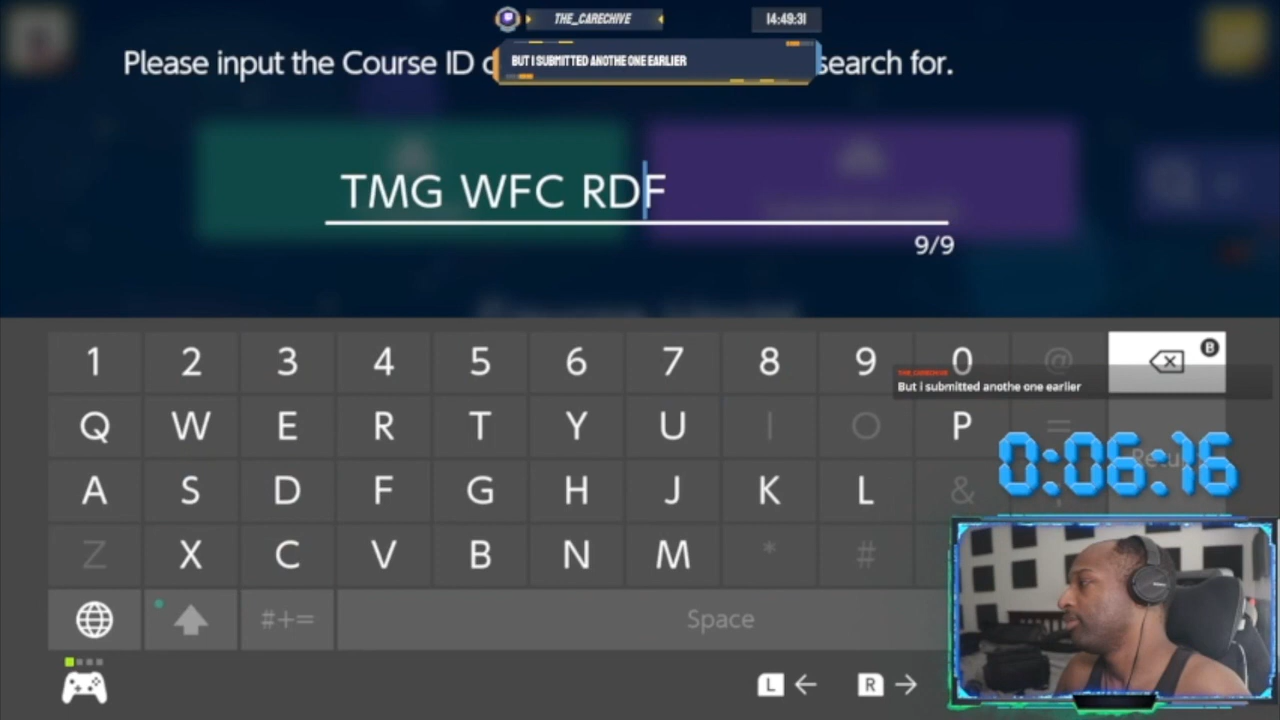 THE_CARECHIVE
14:49:31
BUT I SUBMITTED ANOTHE ONE EARLIER
Please input the Course ID
search for.
TMG WFC RDF
9/9
1 2 3 4 5 6 7 8 9 0 @
B
THE_CARECHIVE
But i submitted anothe one earlier
Q W E R T Y U I O P =
0:06:16
A S D F G H J K L & ;
Z X C V B N M * #
#+= Space
L ← R →